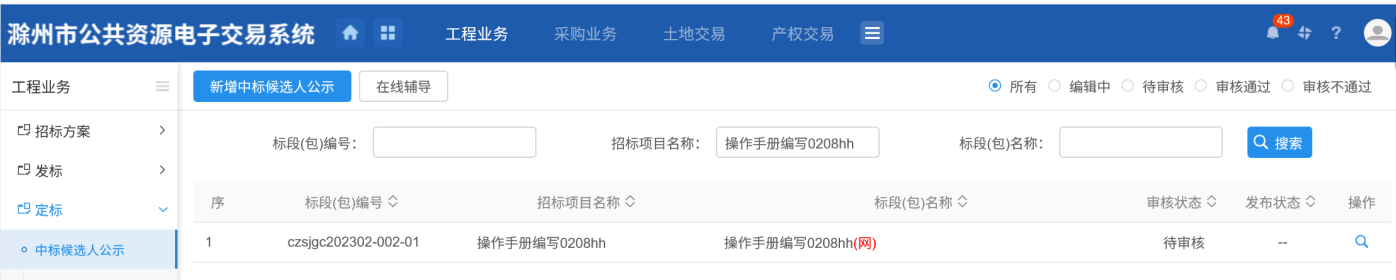 滁州市公共资源电子交易系统 工程业务 采购业务 土地交易 产权交易 43 ?
工程业务 新增中标候选人公示 在线辅导 所有 编辑中 待审核 审核通过 审核不通过
招标方案
标段(包)编号： 招标项目名称： 操作手册编写0208hh 标段(包)名称： 搜索
发标
定标 序 标段(包)编号 招标项目名称 标段(包)名称 审核状态 发布状态 操作
中标候选人公示 1 czsjgc202302-002-01 操作手册编写0208hh 操作手册编写0208hh(网) 待审核 --